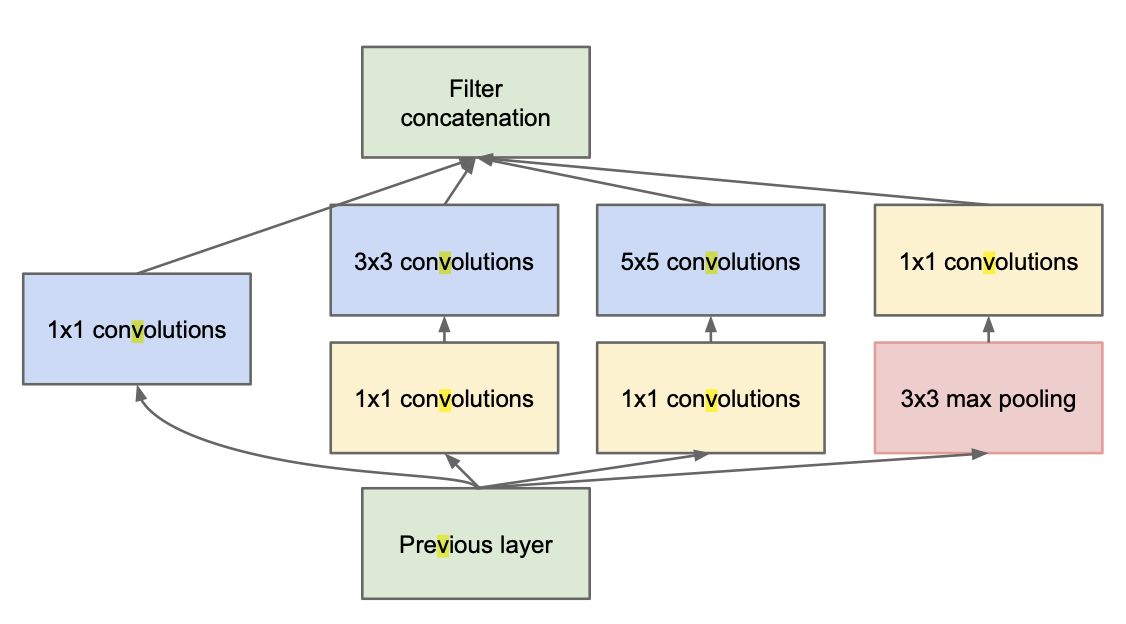 Filter
concatenation
3x3 convolutions
5x5 convolutions
1x1 convolutions
1x1 convolutions
1x1 convolutions
1x1 convolutions
3x3 max pooling
Previous layer